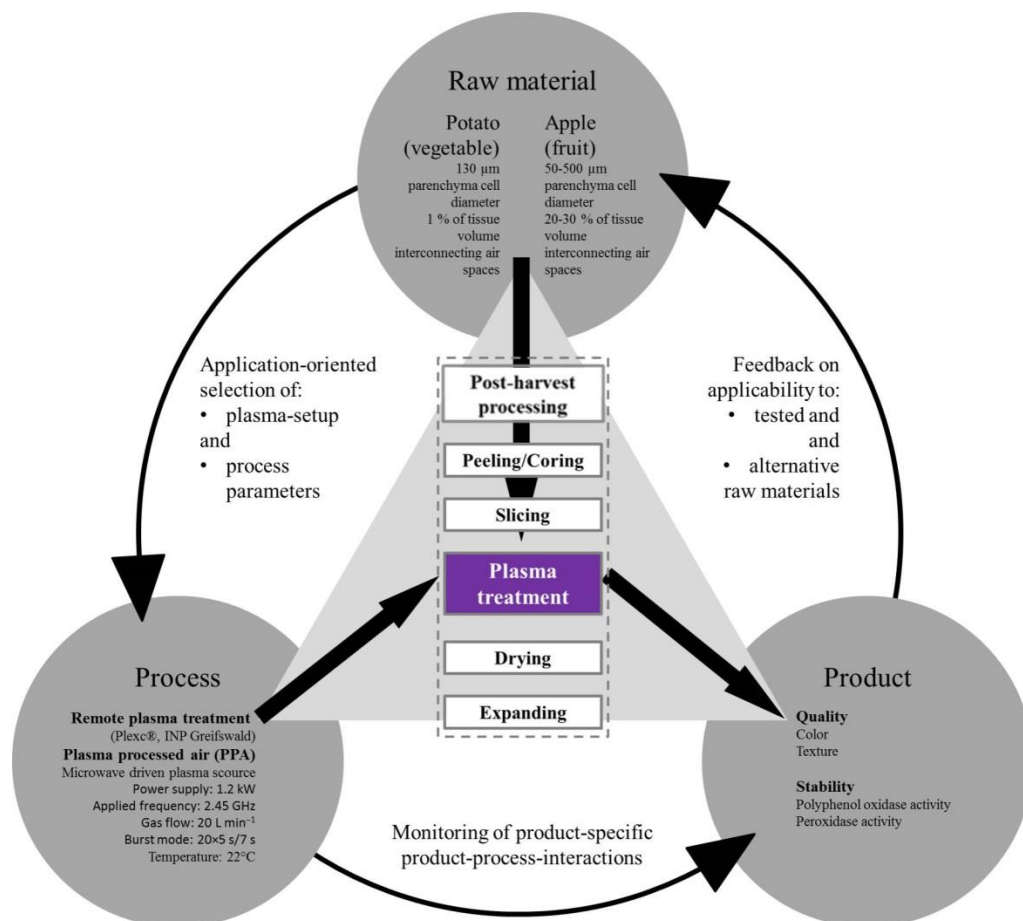 Raw material
Potato
(vegetable)
130 µm
parenchyma cell
diameter
1 % of tissue
volume
interconnecting air
spaces
Apple
(fruit)
50-500 µm
parenchyma cell
diameter
20-30 % of tissue
volume
interconnecting air
spaces
Application-oriented
selection of:
• plasma-setup
and
• process
parameters
Post-harvest
processing
Peeling/Coring
Slicing
Plasma
treatment
Drying
Expanding
Feedback on
applicability to:
• tested and
and
• alternative
raw materials
Process
Remote plasma treatment
(Plexc®, INP Greifswald)
Plasma processed air (PPA)
Microwave driven plasma scource
Power supply: 1.2 kW
Applied frequency: 2.45 GHz
Gas flow: 20 L min⁻¹
Burst mode: 20×5 s/7 s
Temperature: 22°C
Monitoring of product-specific
product-process-interactions
Product
Quality
Color
Texture
Stability
Polyphenol oxidase activity
Peroxidase activity